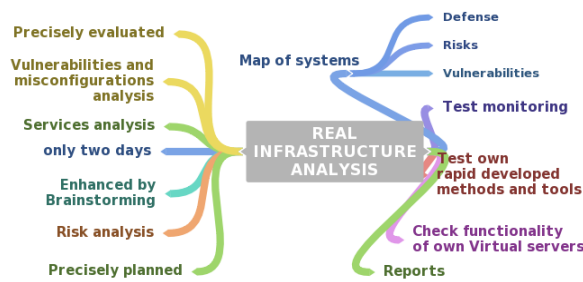 Precisely evaluated
Vulnerabilities and
misconfigurations
analysis
Services analysis
only two days
Enhanced by
Brainstorming
Risk analysis
Precisely planned
REAL
INFRASTRUCTURE
ANALYSIS
Map of systems
Defense
Risks
Vulnerabilities
Test monitoring
Test own
rapid developed
methods and tools
Check functionality
of own Virtual servers
Reports